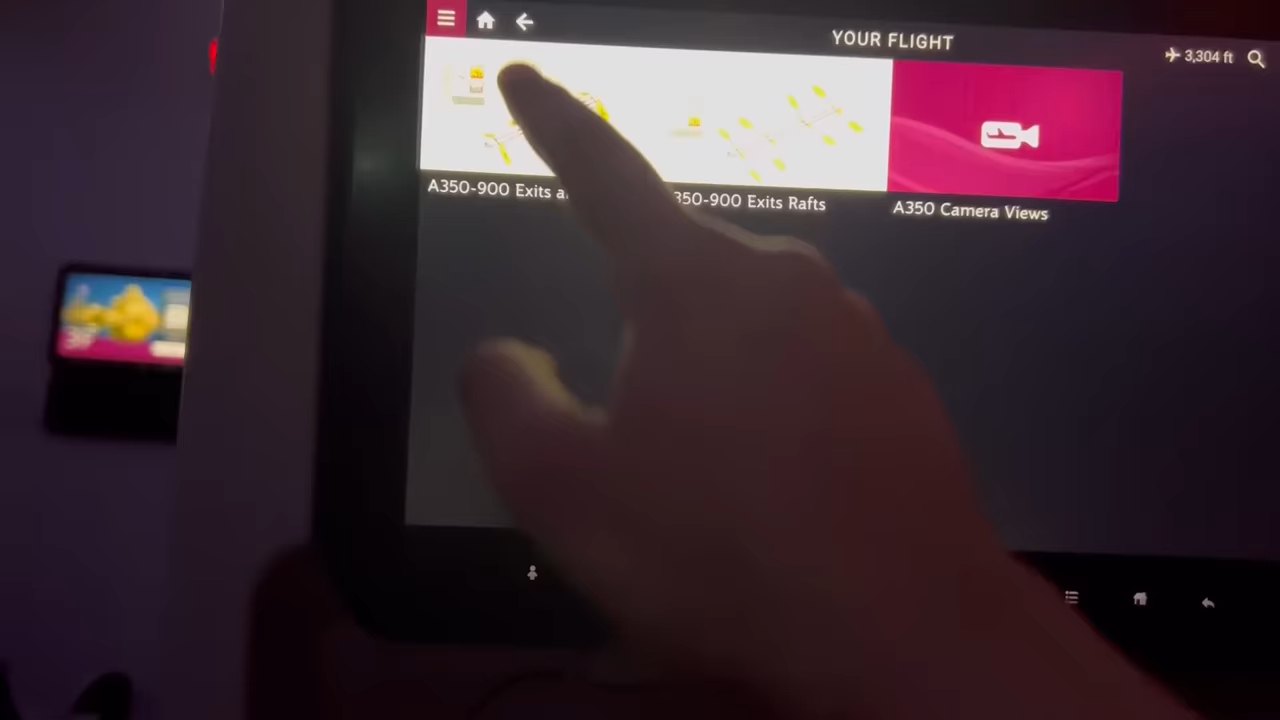 YOUR FLIGHT
3,304 ft
A350-900 Exits a
350-900 Exits Rafts
A350 Camera Views